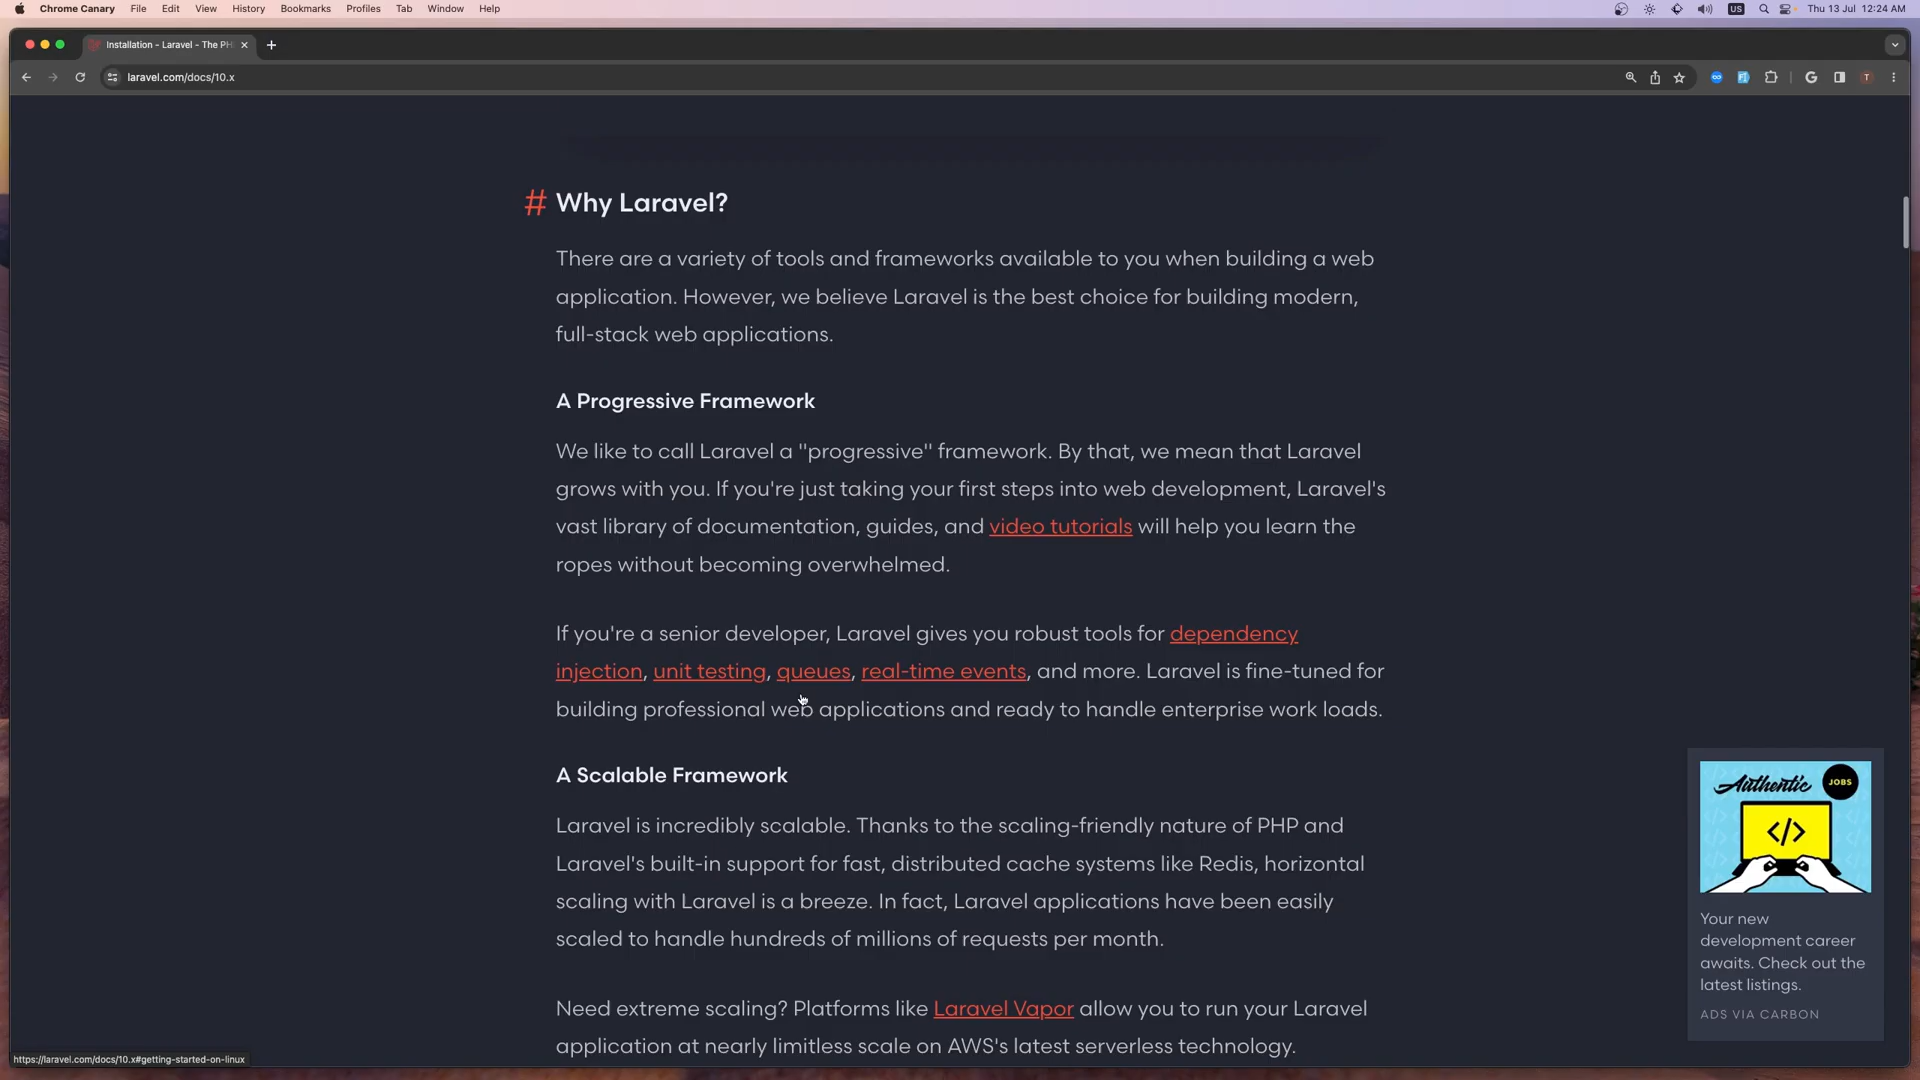 Chrome Canary File Edit View History Bookmarks Profiles Tab Window Help US Thu 13 Jul 12:24 AM
Installation - Laravel - The PH
laravel.com/docs/10.x
T
# Why Laravel?
There are a variety of tools and frameworks available to you when building a web
application. However, we believe Laravel is the best choice for building modern,
full-stack web applications.
A Progressive Framework
We like to call Laravel a "progressive" framework. By that, we mean that Laravel
grows with you. If you're just taking your first steps into web development, Laravel's
vast library of documentation, guides, and video tutorials will help you learn the
ropes without becoming overwhelmed.
If you're a senior developer, Laravel gives you robust tools for dependency
injection, unit testing, queues, real-time events, and more. Laravel is fine-tuned for
building professional web applications and ready to handle enterprise work loads.
A Scalable Framework
Laravel is incredibly scalable. Thanks to the scaling-friendly nature of PHP and
Laravel's built-in support for fast, distributed cache systems like Redis, horizontal
scaling with Laravel is a breeze. In fact, Laravel applications have been easily
scaled to handle hundreds of millions of requests per month.
Need extreme scaling? Platforms like Laravel Vapor allow you to run your Laravel
application at nearly limitless scale on AWS's latest serverless technology.
Authentic JOBS
</>
Your new
development career
awaits. Check out the
latest listings.
ADS VIA CARBON
https://laravel.com/docs/10.x#getting-started-on-linux